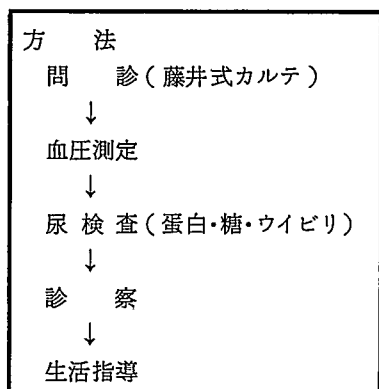 方　　法
問　　診（藤井式カルテ）
↓
血圧測定
↓
尿 検 査（蛋白・糖・ウイビリ）
↓
診　　察
↓
生活指導